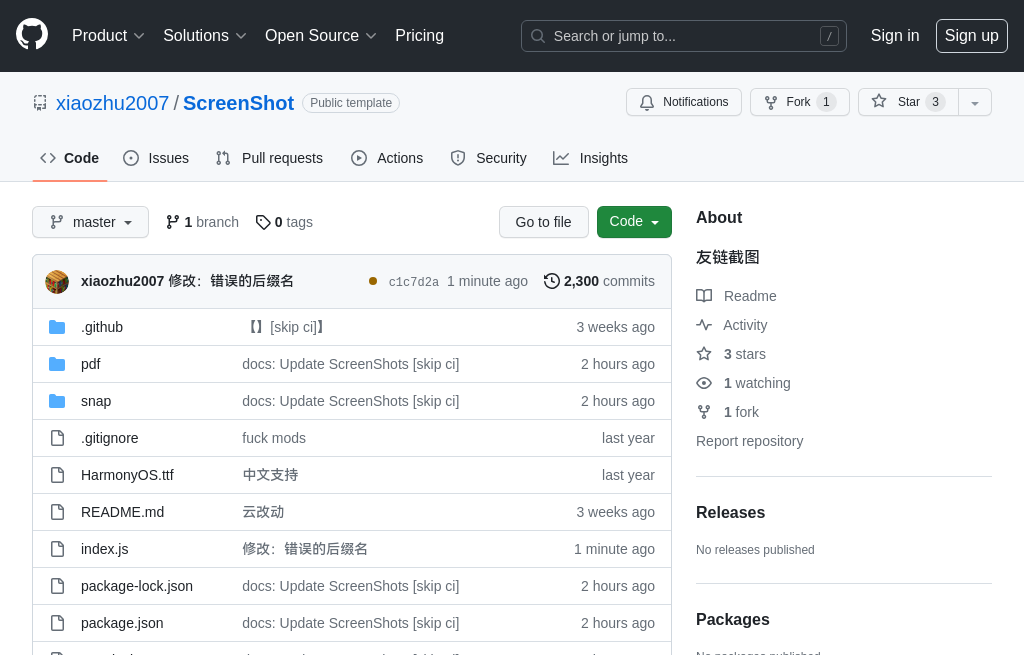 Product Solutions Open Source Pricing Search or jump to... / Sign in Sign up
xiaozhu2007 / ScreenShot Public template Notifications Fork 1 Star 3
Code Issues Pull requests Actions Security Insights
master 1 branch 0 tags Go to file Code
xiaozhu2007 修改：错误的后缀名 c1c7d2a 1 minute ago 2,300 commits
.github 【】[skip ci]】 3 weeks ago
pdf docs: Update ScreenShots [skip ci] 2 hours ago
snap docs: Update ScreenShots [skip ci] 2 hours ago
.gitignore fuck mods last year
HarmonyOS.ttf 中文支持 last year
README.md 云改动 3 weeks ago
index.js 修改：错误的后缀名 1 minute ago
package-lock.json docs: Update ScreenShots [skip ci] 2 hours ago
package.json docs: Update ScreenShots [skip ci] 2 hours ago
About
友链截图
Readme
Activity
3 stars
1 watching
1 fork
Report repository
Releases
No releases published
Packages
No packages published